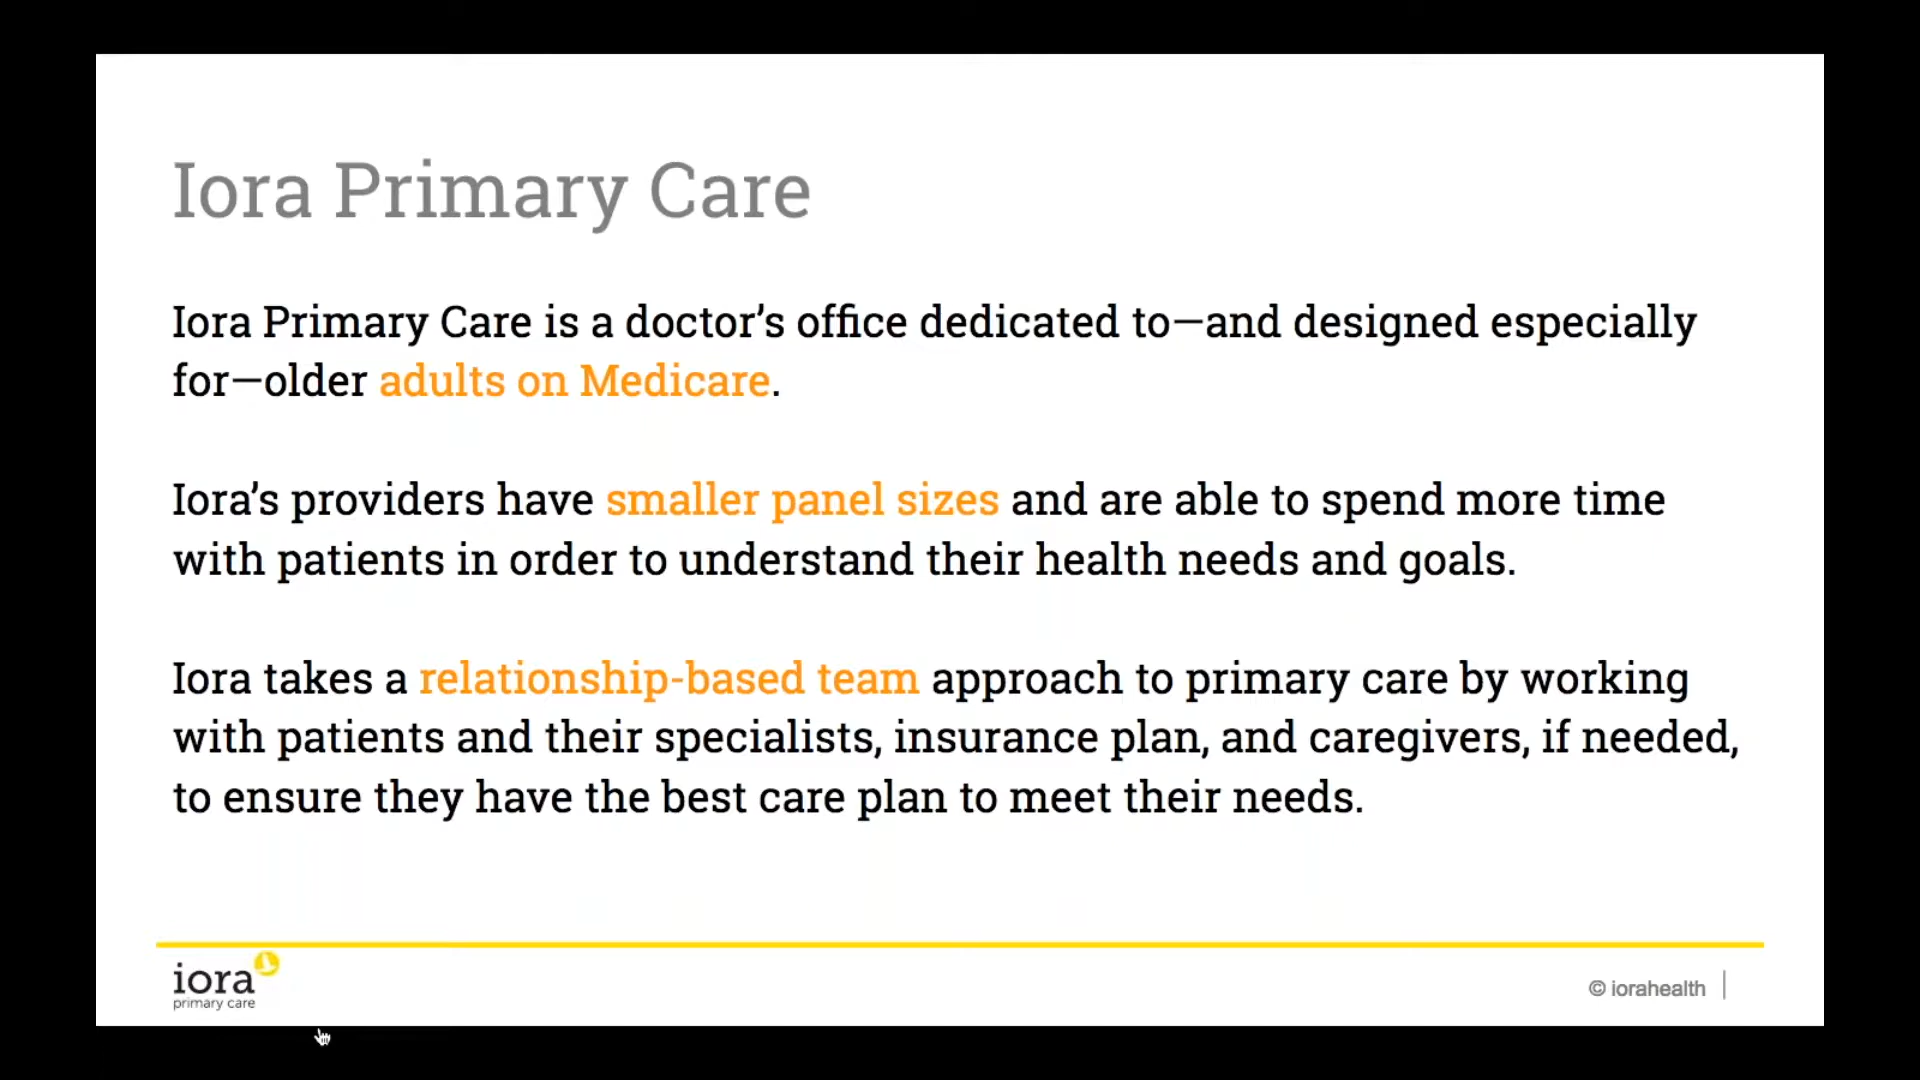 Iora Primary Care
Iora Primary Care is a doctor’s office dedicated to—and designed especially
for—older adults on Medicare.
Iora’s providers have smaller panel sizes and are able to spend more time
with patients in order to understand their health needs and goals.
Iora takes a relationship-based team approach to primary care by working
with patients and their specialists, insurance plan, and caregivers, if needed,
to ensure they have the best care plan to meet their needs.
iora
primary care
© iorahealth